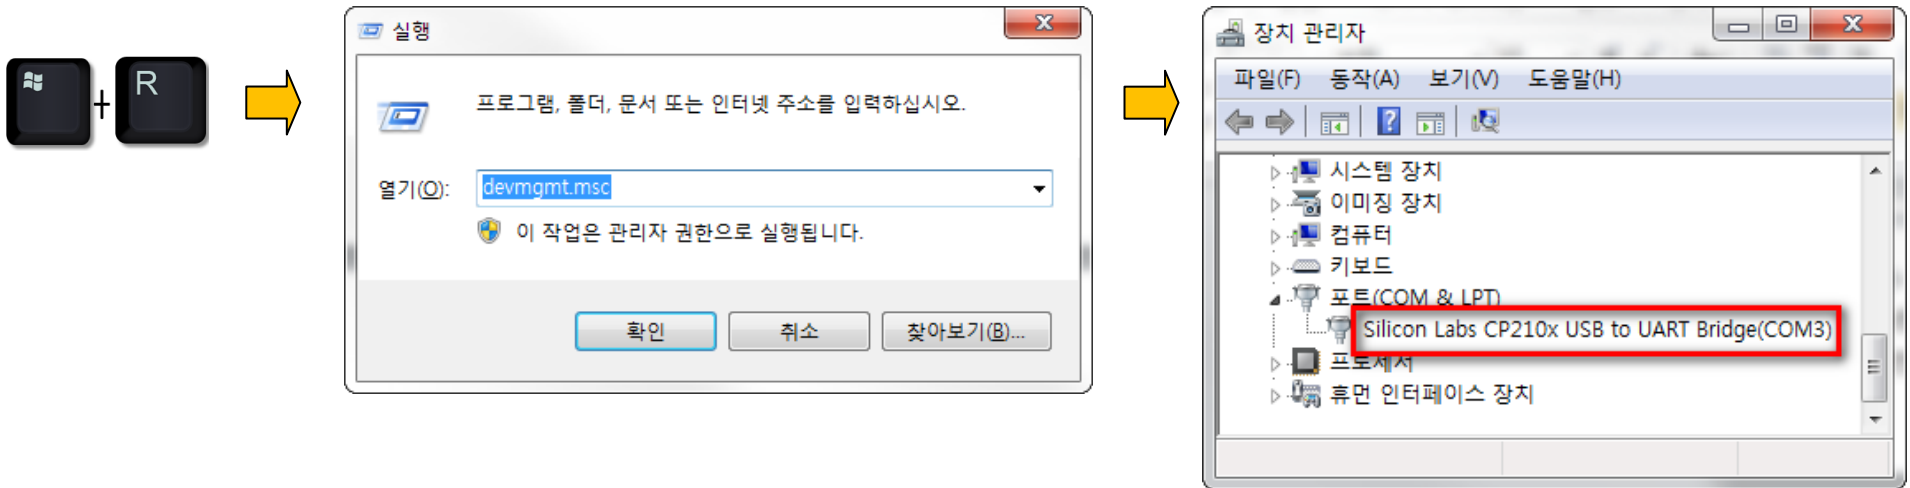 +
R
실행
프로그램, 폴더, 문서 또는 인터넷 주소를 입력하십시오.
열기(O):
devmgmt.msc
이 작업은 관리자 권한으로 실행됩니다.
확인
취소
찾아보기(B)...
장치 관리자
파일(F) 동작(A) 보기(V) 도움말(H)
시스템 장치
이미징 장치
컴퓨터
키보드
포트(COM & LPT)
Silicon Labs CP210x USB to UART Bridge(COM3)
프로세서
휴먼 인터페이스 장치